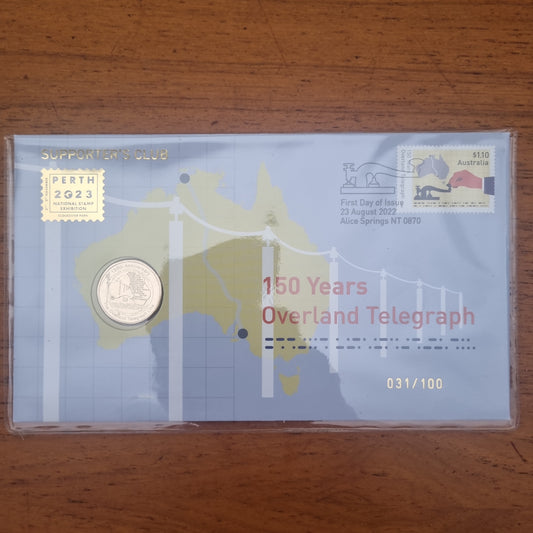 SUPPORTER'S CLUB
PERTH
2023
NATIONAL STAMP
EXHIBITION
$1.10
Australia
First Day of Issue
23 August 2022
Alice Springs NT 0870
150 Years
Overland Telegraph
031/100